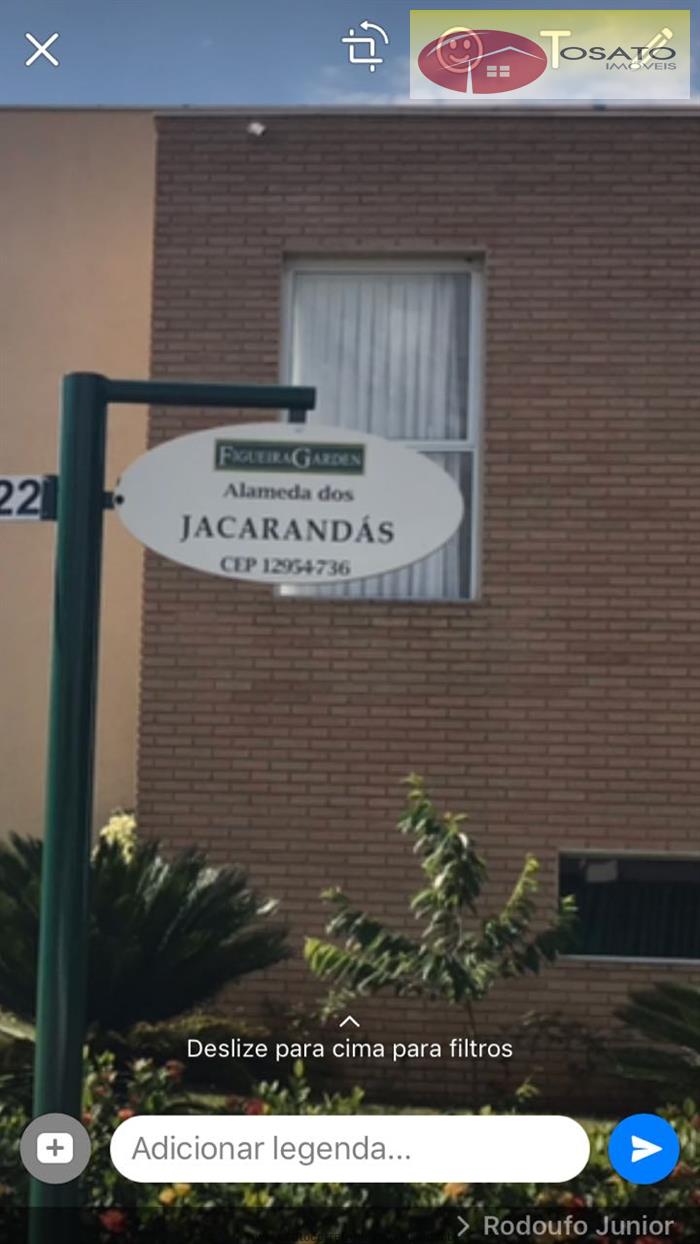 TOSATO
IMÓVEIS
FIGUEIRA GARDEN
Alameda dos
JACARANDÁS
CEP 12954-736
22
Deslize para cima para filtros
Adicionar legenda...
Rodoufo Junior